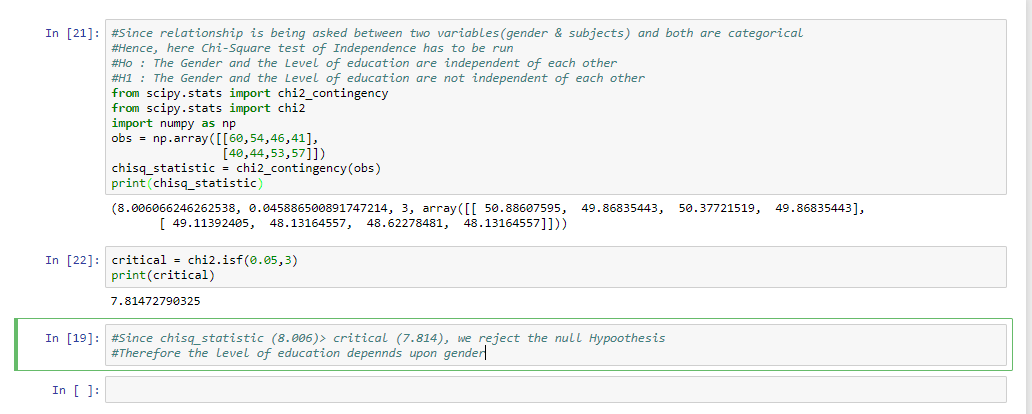 In [21]: #Since relationship is being asked between two variables(gender & subjects) and both are categorical
#Hence, here Chi-Square test of Independence has to be run
#Ho : The Gender and the Level of education are independent of each other
#H1 : The Gender and the Level of education are not independent of each other
from scipy.stats import chi2_contingency
from scipy.stats import chi2
import numpy as np
obs = np.array([[60,54,46,41],
[40,44,53,57]])
chisq_statistic = chi2_contingency(obs)
print(chisq_statistic)
(8.006066246262538, 0.045886500891747214, 3, array([[ 50.88607595, 49.86835443, 50.37721519, 49.86835443],
[ 49.11392405, 48.13164557, 48.62278481, 48.13164557]]))
In [22]: critical = chi2.isf(0.05,3)
print(critical)
7.81472790325
In [19]: #Since chisq_statistic (8.006)> critical (7.814), we reject the null Hypoothesis
#Therefore the level of education depennds upon gender
In [ ]: